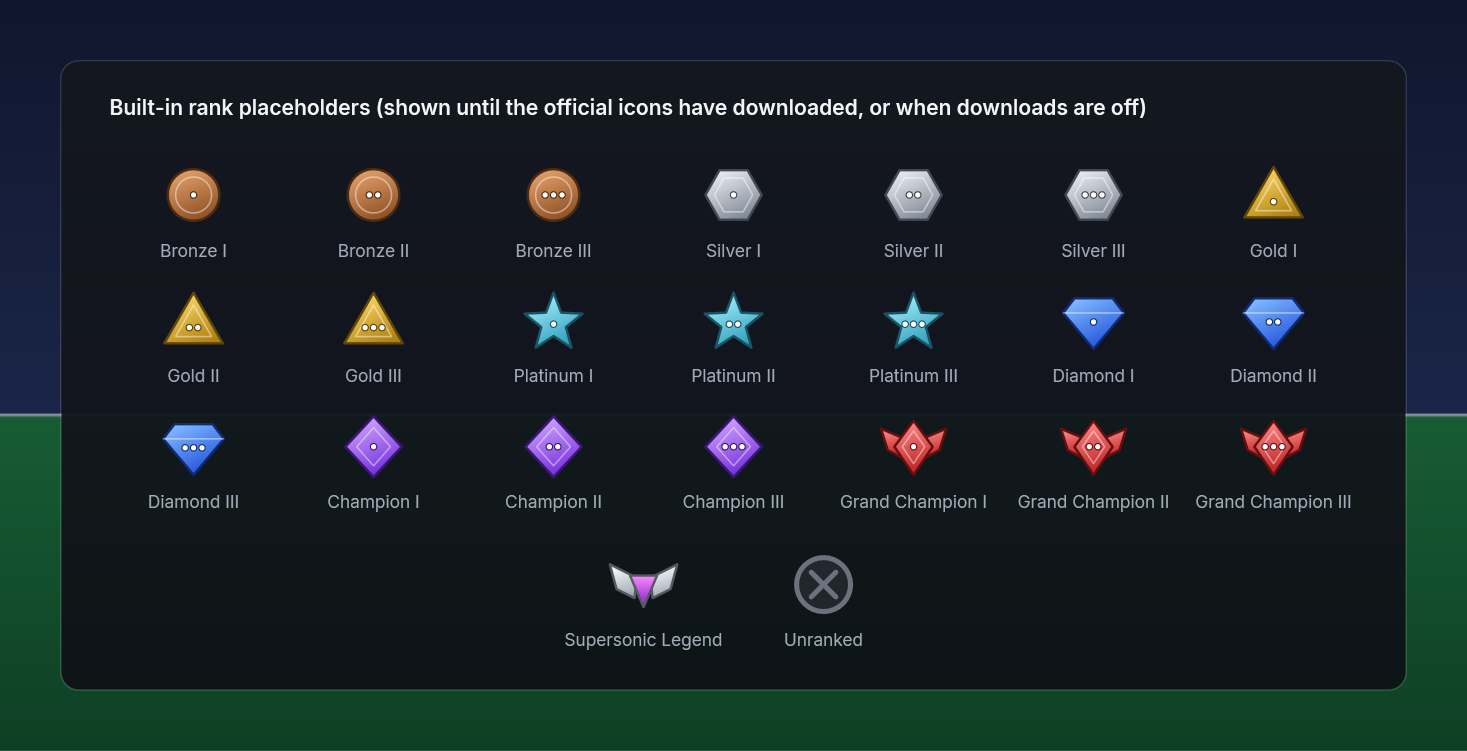 Built-in rank placeholders (shown until the official icons have downloaded, or when downloads are off)
Bronze I
Bronze II
Bronze III
Silver I
Silver II
Silver III
Gold I
Gold II
Gold III
Platinum I
Platinum II
Platinum III
Diamond I
Diamond II
Diamond III
Champion I
Champion II
Champion III
Grand Champion I
Grand Champion II
Grand Champion III
Supersonic Legend
Unranked